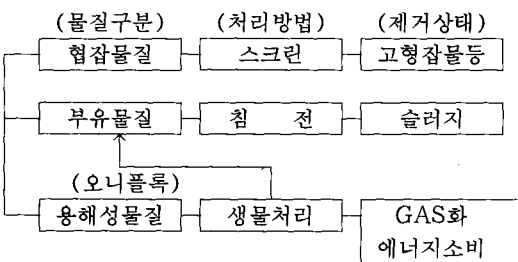 (물질구분) (처리방법) (제거상태)
협잡물질 스크린 고형잡물등
부유물질 침 전 슬러지
(오니플록)
용해성물질 생물처리 GAS화
에너지소비